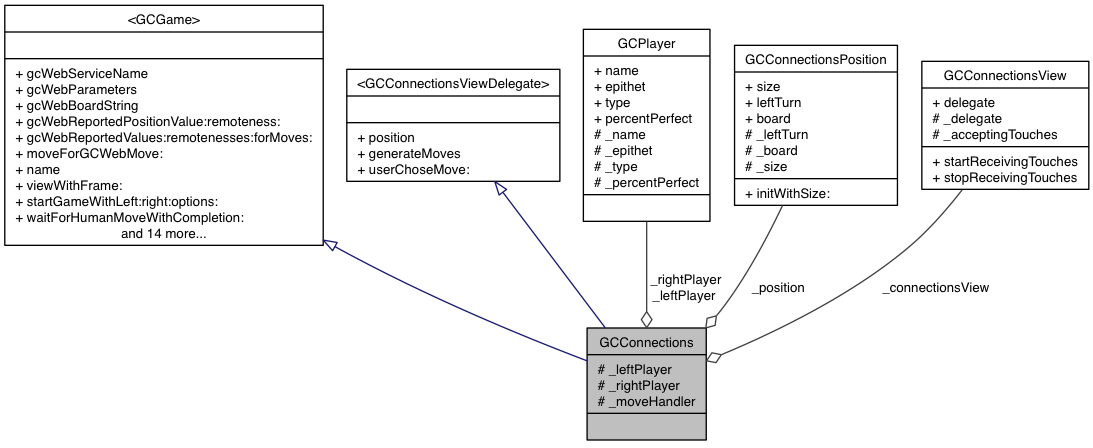 <GCGame>
+ gcWebServiceName
+ gcWebParameters
+ gcWebBoardString
+ gcWebReportedPositionValue:remoteness:
+ gcWebReportedValues:remotenesses:forMoves:
+ moveForGCWebMove:
+ name
+ viewWithFrame:
+ startGameWithLeft:right:options:
+ waitForHumanMoveWithCompletion:
and 14 more...
<GCConnectionsViewDelegate>
+ position
+ generateMoves
+ userChoseMove:
GCPlayer
+ name
+ epithet
+ type
+ percentPerfect
# _name
# _epithet
# _type
# _percentPerfect
GCConnectionsPosition
+ size
+ leftTurn
+ board
# _leftTurn
# _board
# _size
+ initWithSize:
GCConnectionsView
+ delegate
# _delegate
# _acceptingTouches
+ startReceivingTouches
+ stopReceivingTouches
_rightPlayer
_leftPlayer
_position
_connectionsView
GCConnections
# _leftPlayer
# _rightPlayer
# _moveHandler